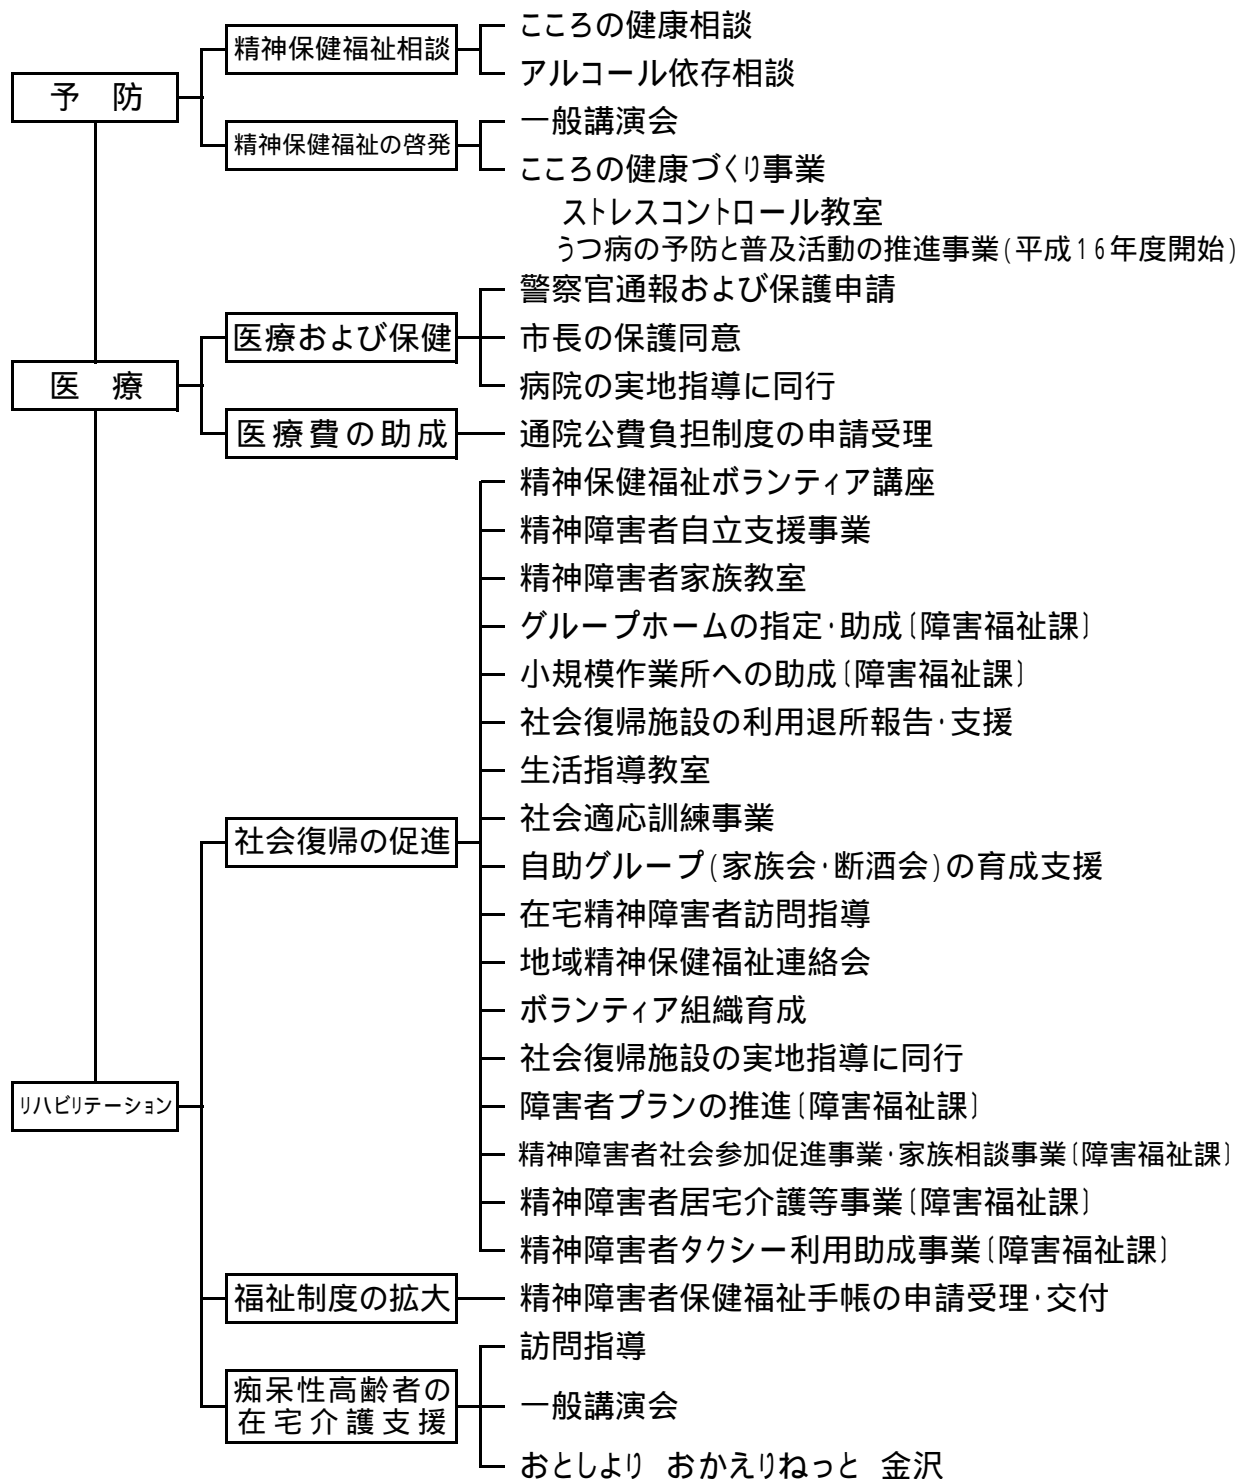 予　防
精神保健福祉相談
こころの健康相談
アルコール依存相談
精神保健福祉の啓発
一般講演会
こころの健康づくり事業
ストレスコントロール教室
うつ病の予防と普及活動の推進事業(平成16年度開始)
医　療
医療および保健
警察官通報および保護申請
市長の保護同意
病院の実地指導に同行
医療費の助成
通院公費負担制度の申請受理
リハビリテーション
社会復帰の促進
精神保健福祉ボランティア講座
精神障害者自立支援事業
精神障害者家族教室
グループホームの指定・助成〔障害福祉課〕
小規模作業所への助成〔障害福祉課〕
社会復帰施設の利用退所報告・支援
生活指導教室
社会適応訓練事業
自助グループ(家族会・断酒会)の育成支援
在宅精神障害者訪問指導
地域精神保健福祉連絡会
ボランティア組織育成
社会復帰施設の実地指導に同行
障害者プランの推進〔障害福祉課〕
精神障害者社会参加促進事業・家族相談事業〔障害福祉課〕
精神障害者居宅介護等事業〔障害福祉課〕
精神障害者タクシー利用助成事業〔障害福祉課〕
福祉制度の拡大
精神障害者保健福祉手帳の申請受理・交付
痴呆性高齢者の
在宅介護支援
訪問指導
一般講演会
おとしより　おかえりねっと　金沢